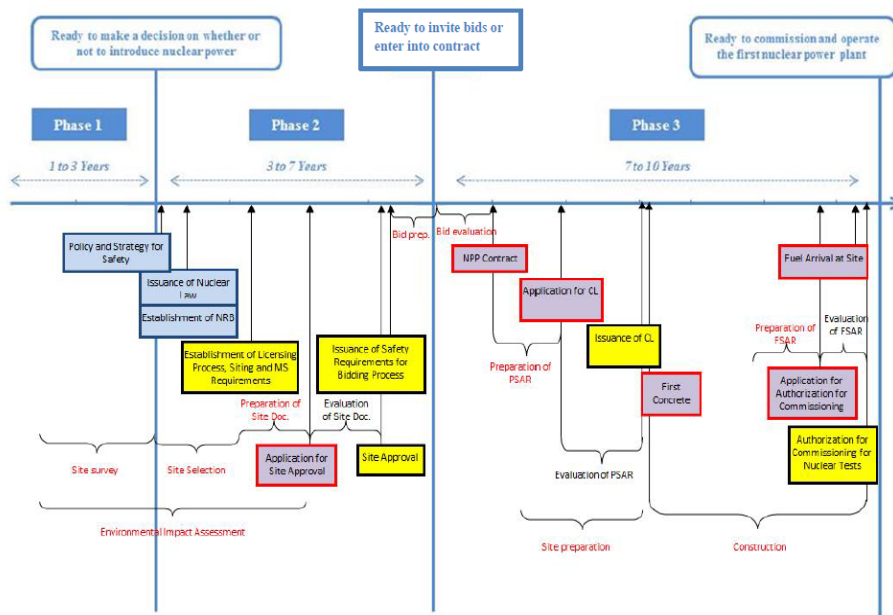 Ready to make a decision on whether or
not to introduce nuclear power
Ready to invite bids or
enter into contract
Ready to commission and operate
the first nuclear power
plant
Phase 1
Phase 2
Phase 3
1 to 3 Years
3 to 7 Years
7 to 10 Years
Bid prep.
Bid evaluation
Policy and Strategy for
Safety
Issuance of Nuclear
Law
Establishment of NRB
Establishment of Licensing
Process, Siting and MS
Requirements
Issuance of Safety
Requirements for
Bidding Process
NPP Contract
Application for CL
Issuance of CL
Fuel Arrival at Site
Preparation of
PSAR
First
Concrete
Preparation of
FSAR
Evaluation
of FSAR
Application for
Authorization for
Commissioning
Preparation of
Site Doc.
Evaluation
of Site Doc.
Application for
Site Approval
Site Approval
Authorization for
Commissioning for
Nuclear Tests
Site survey
Site Selection
Evaluation of PSAR
Environmental Impact Assessment
Site preparation
Construction